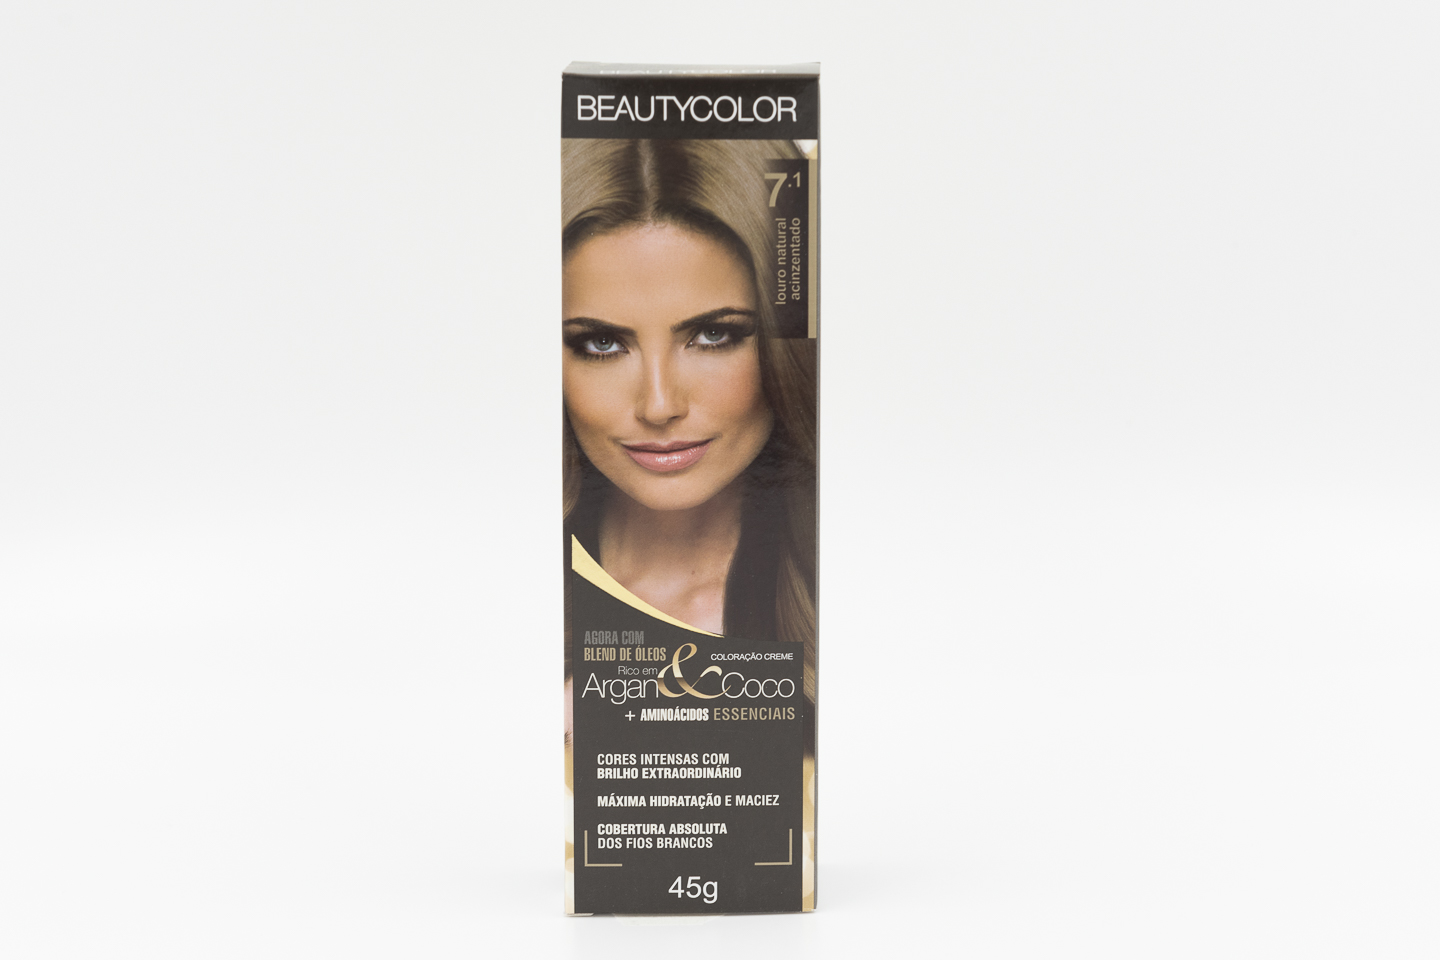 BEAUTYCOLOR
7.1
louro natural
acinzentado
AGORA COM
BLEND DE ÓLEOS
COLORAÇÃO CREME
Rico em
Argan & Coco
+ AMINOÁCIDOS ESSENCIAIS
CORES INTENSAS COM
BRILHO EXTRAORDINÁRIO
MÁXIMA HIDRATAÇÃO E MACIEZ
COBERTURA ABSOLUTA
DOS FIOS BRANCOS
45g